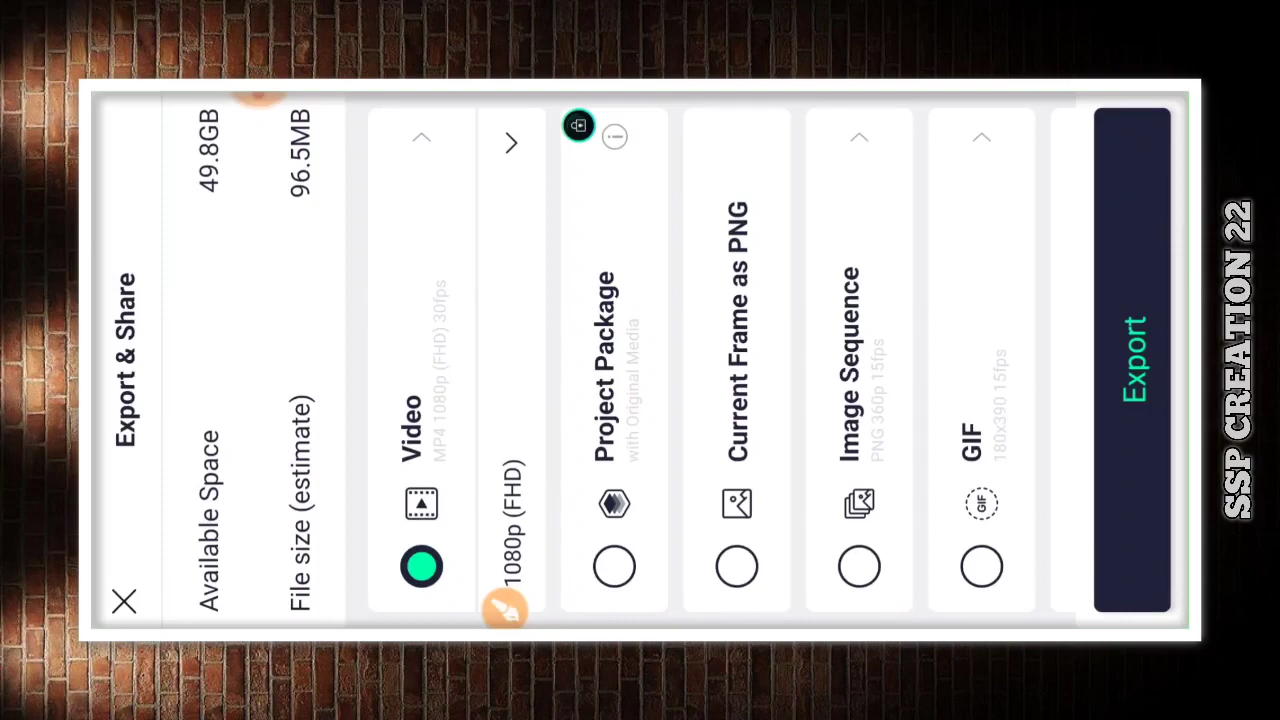 Export & Share
Available Space 49.8GB
File size (estimate) 96.5MB
Video
MP4 1080p (FHD) 30fps
1080p (FHD)
Project Package
with Original Media
Current Frame as PNG
Image Sequence
PNG 360p 15fps
GIF
GIF
180x390 15fps
Export
SSP CREATION 22